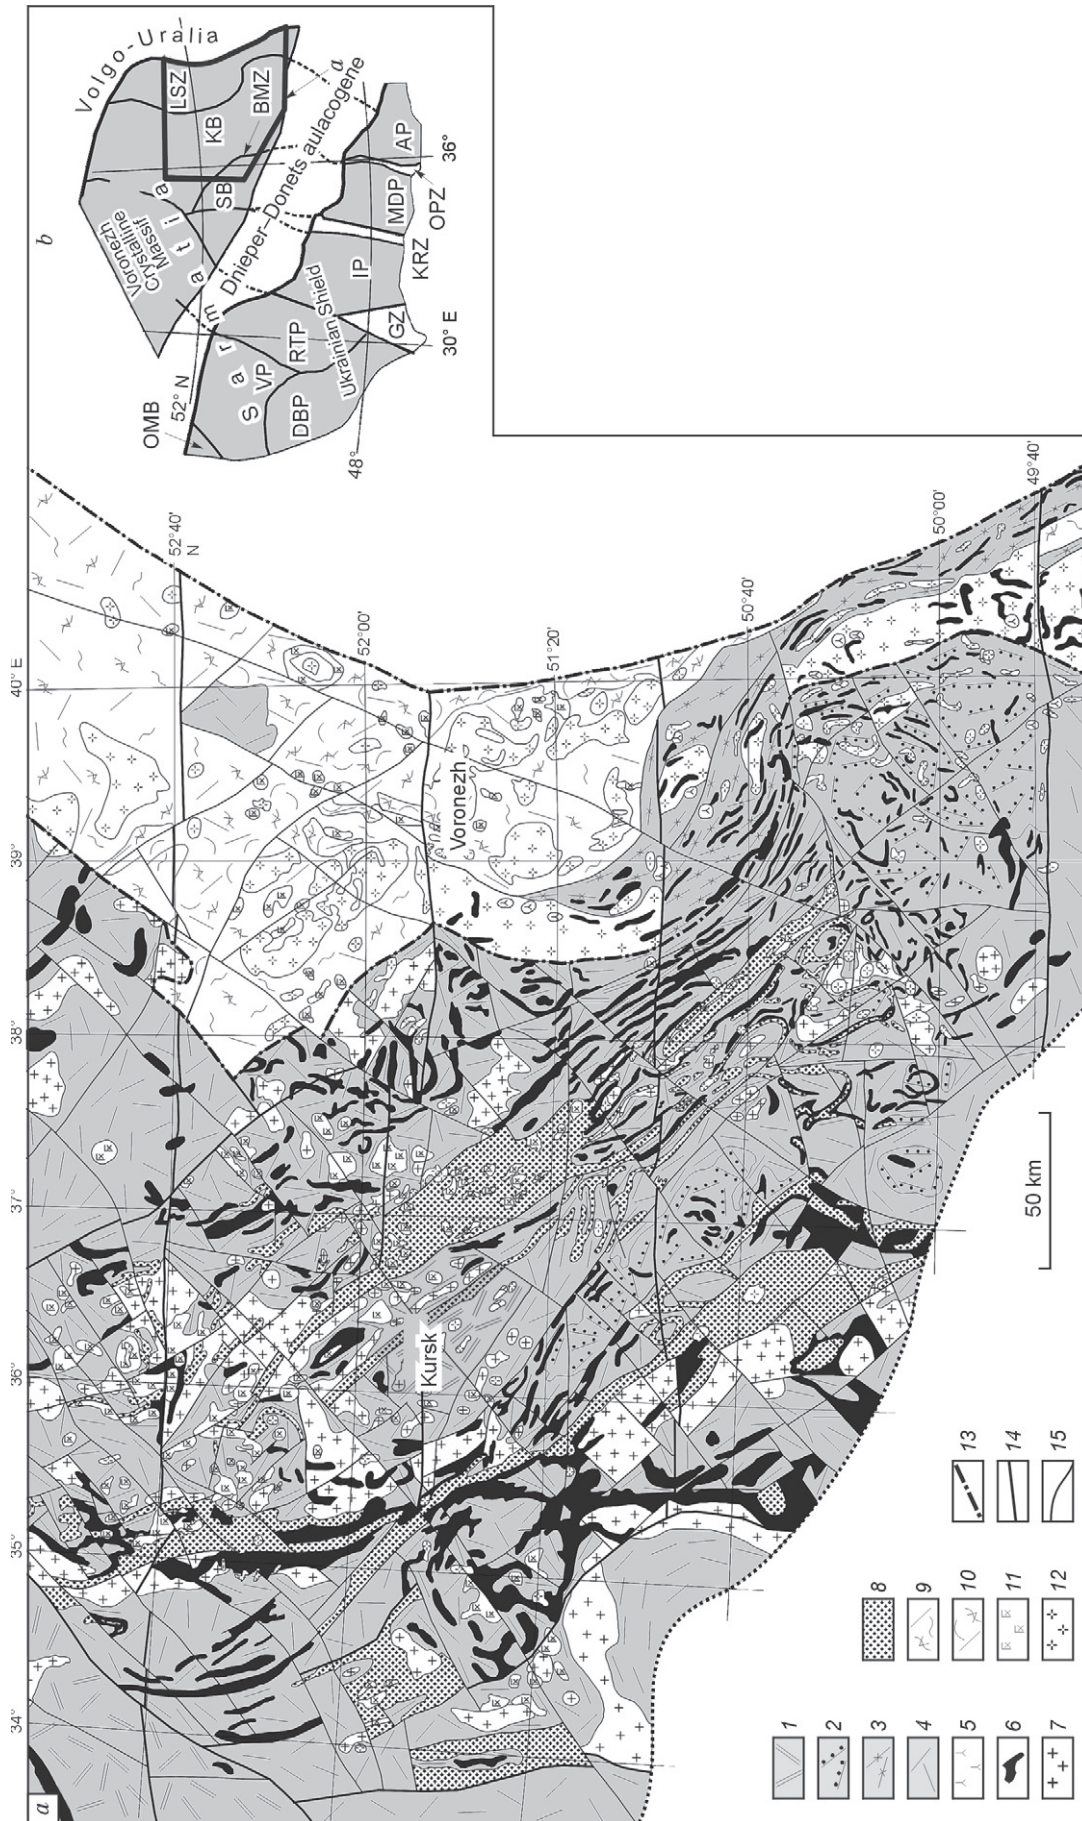 a
34°
35°
36°
37°
38°
39°
40° E
52°40'
N
52°00'
51°20'
50°40'
50°00'
49°40'
Kursk
Voronezh
50 km
b
Volgo-Uralia
Voronezh
Crystalline
Massif
Sarmatia
LSZ
KB
BMZ
SB
a
Dnieper–Donets aulacogene
OMB
52° N
VP
RTP
DBP
Ukrainian Shield
IP
MDP
AP
GZ
KRZ
OPZ
48°
30° E
36°
1
2
3
4
5
6
7
8
9
10
11
12
13
14
15